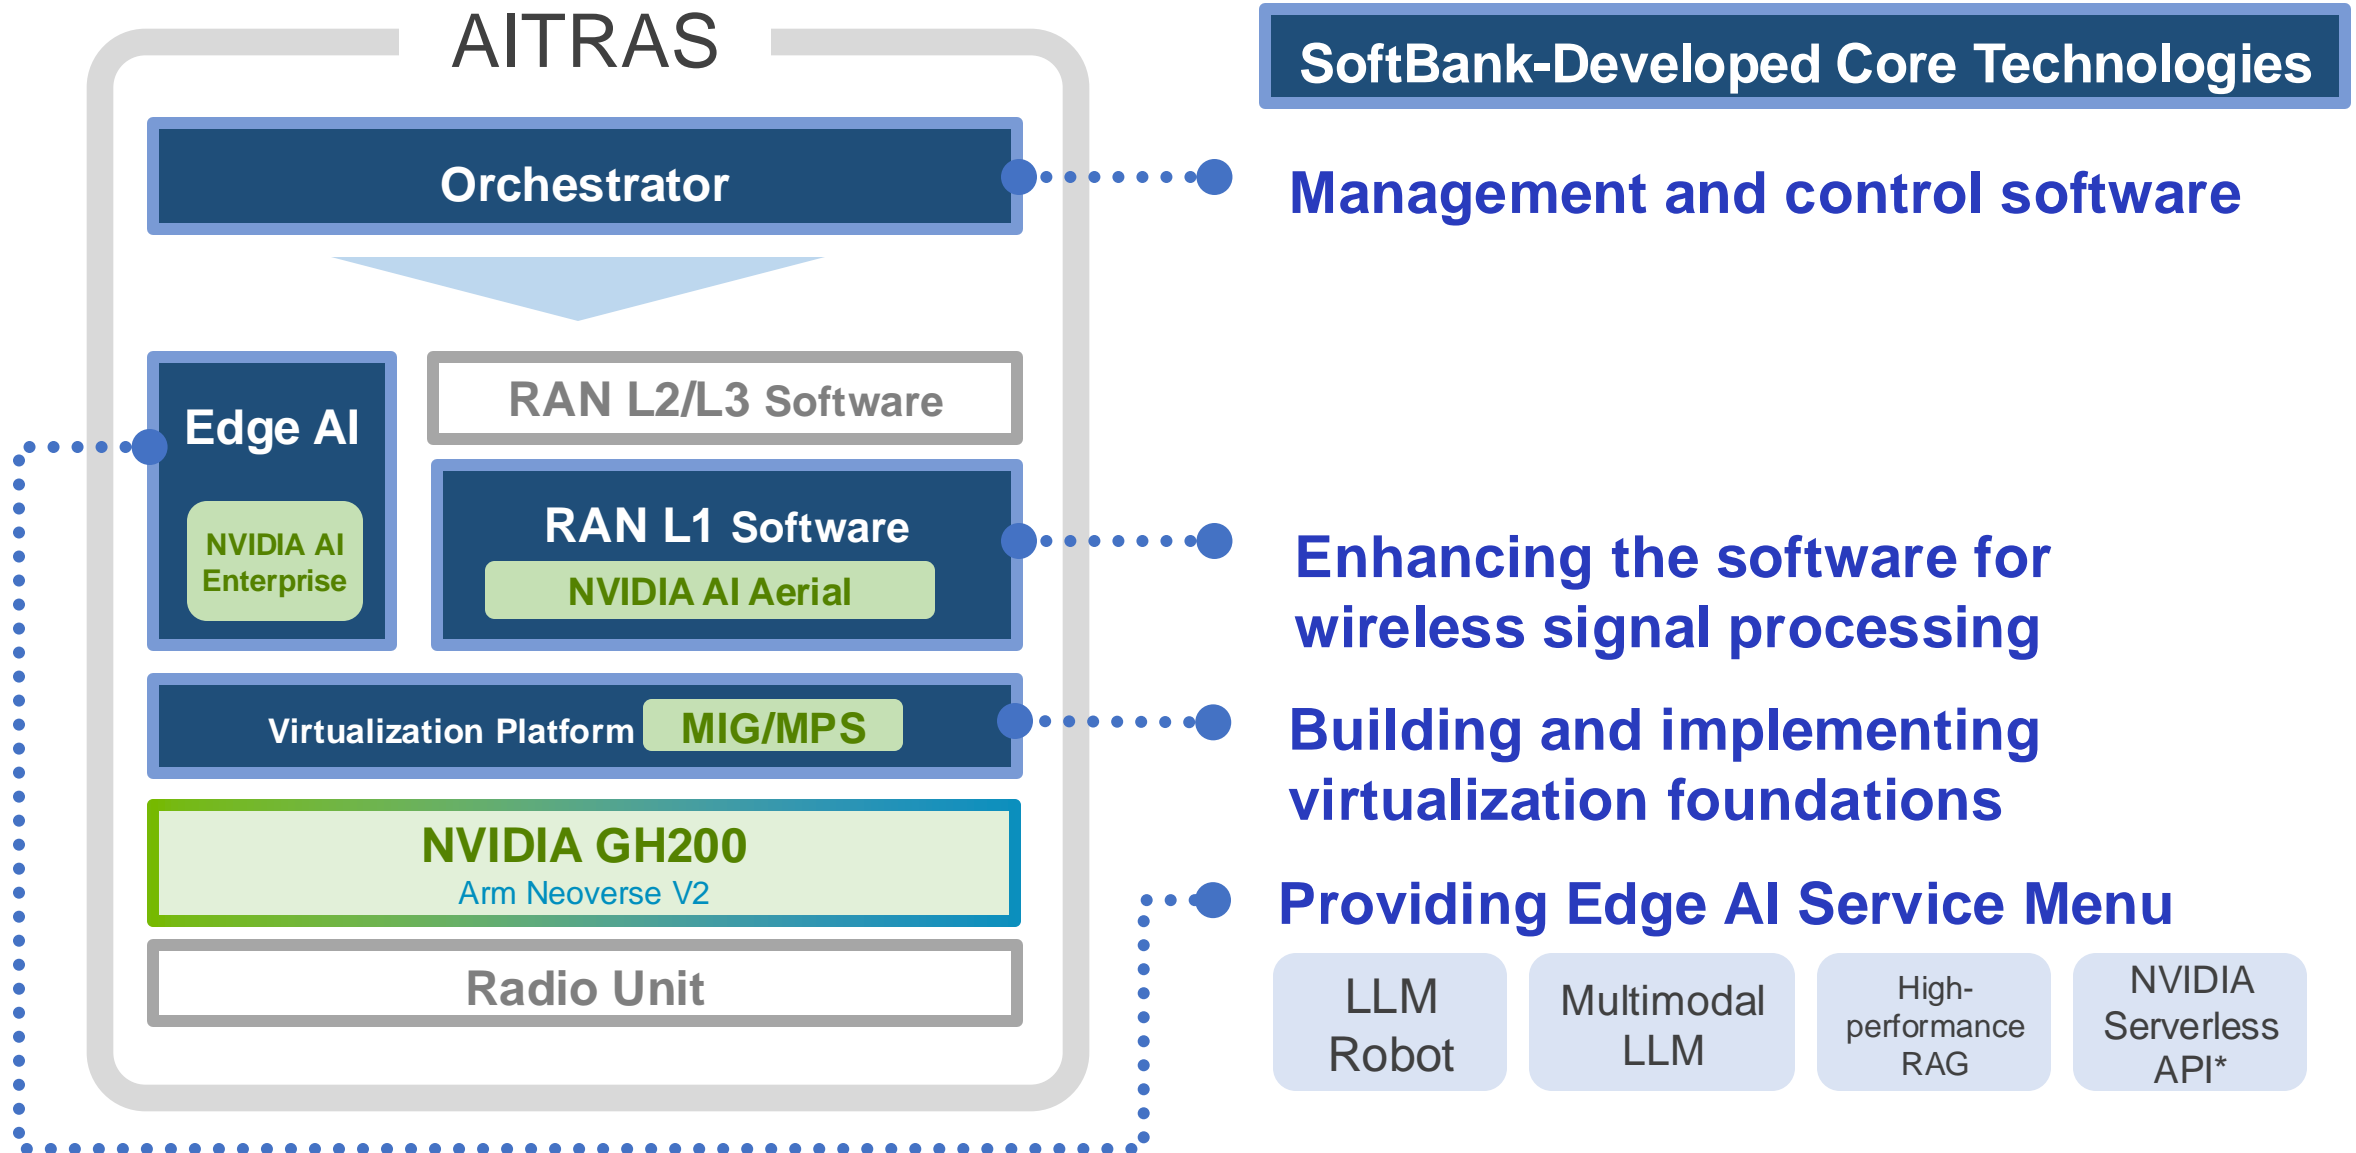 AITRAS
Orchestrator
Edge AI
NVIDIA AI
Enterprise
RAN L2/L3 Software
RAN L1 Software
NVIDIA AI Aerial
Virtualization Platform MIG/MPS
NVIDIA GH200
Arm Neoverse V2
Radio Unit
SoftBank-Developed Core Technologies
Management and control software
Enhancing the software for
wireless signal processing
Building and implementing
virtualization foundations
Providing Edge AI Service Menu
LLM
Robot
Multimodal
LLM
High-
performance
RAG
NVIDIA
Serverless
API*